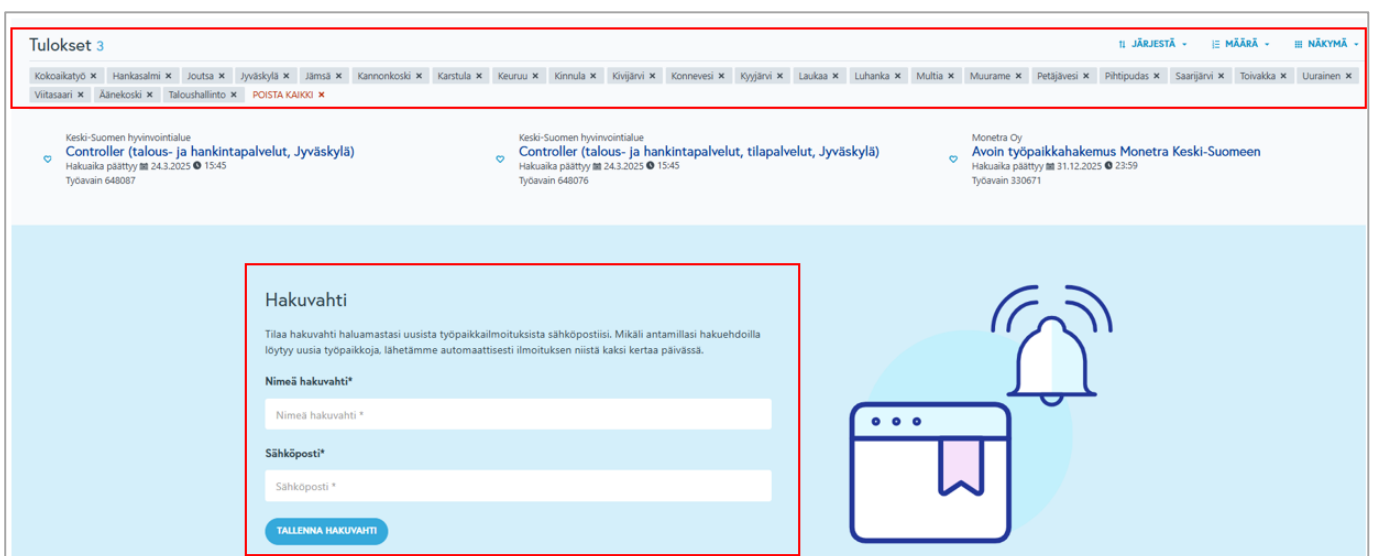 Tulokset 3
JÄRJESTÄ
MÄÄRÄ
NÄKYMÄ
Kokoaikatyö × Hankasalmi × Joutsa × Jyväskylä × Jämsä × Kannonkoski × Karstula × Keuruu × Kinnula × Kivijärvi × Konnevesi × Kyyjärvi × Laukaa × Luhanka × Multia × Muurame × Petäjävesi × Pihtipudas × Saarijärvi × Toivakka × Uurainen ×
Viitasaari × Äänekoski × Taloushallinto × POISTA KAIKKI ×
Keski-Suomen hyvinvointialue
Controller (talous- ja hankintapalvelut, Jyväskylä)
Hakuaika päättyy 24.3.2025 15:45
Työavain 648087
Keski-Suomen hyvinvointialue
Controller (talous- ja hankintapalvelut, tilapalvelut, Jyväskylä)
Hakuaika päättyy 24.3.2025 15:45
Työavain 648076
Monetra Oy
Avoin työpaikkahakemus Monetra Keski-Suomeen
Hakuaika päättyy 31.12.2025 23:59
Työavain 330671
Hakuvahti
Tilaa hakuvahti haluamastasi uusista työpaikkailmoituksista sähköpostiisi. Mikäli antamillasi hakuehdoilla
löytyy uusia työpaikkoja, lähetämme automaattisesti ilmoituksen niistä kaksi kertaa päivässä.
Nimeä hakuvahti*
Nimeä hakuvahti *
Sähköposti*
Sähköposti *
TALLENNA HAKUVAHTI